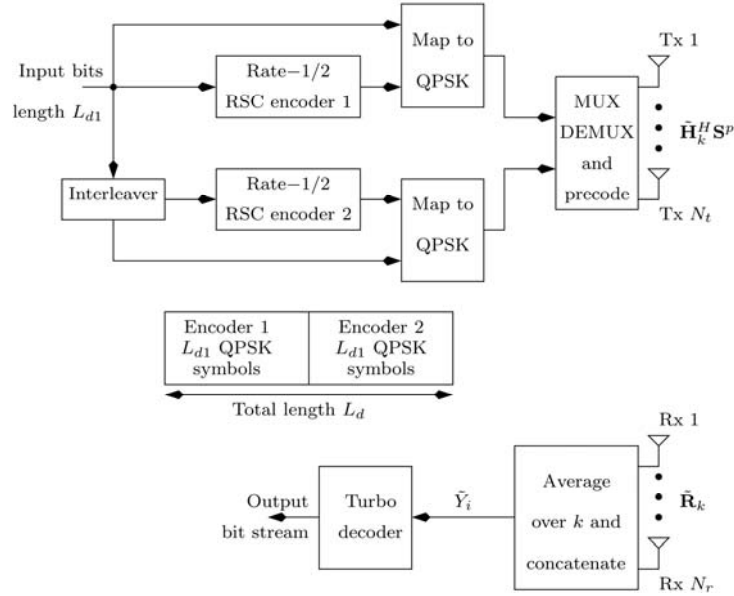 Input bits
length L_{d1}
Rate−1/2
RSC encoder 1
Map to
QPSK
MUX
DEMUX
and
precode
Tx 1
H̃_k^H S^p
Tx N_t
Interleaver
Rate−1/2
RSC encoder 2
Map to
QPSK
Encoder 1
L_{d1} QPSK
symbols
Encoder 2
L_{d1} QPSK
symbols
Total length L_d
Output
bit stream
Turbo
decoder
Ỹ_i
Average
over k and
concatenate
Rx 1
R̃_k
Rx N_r